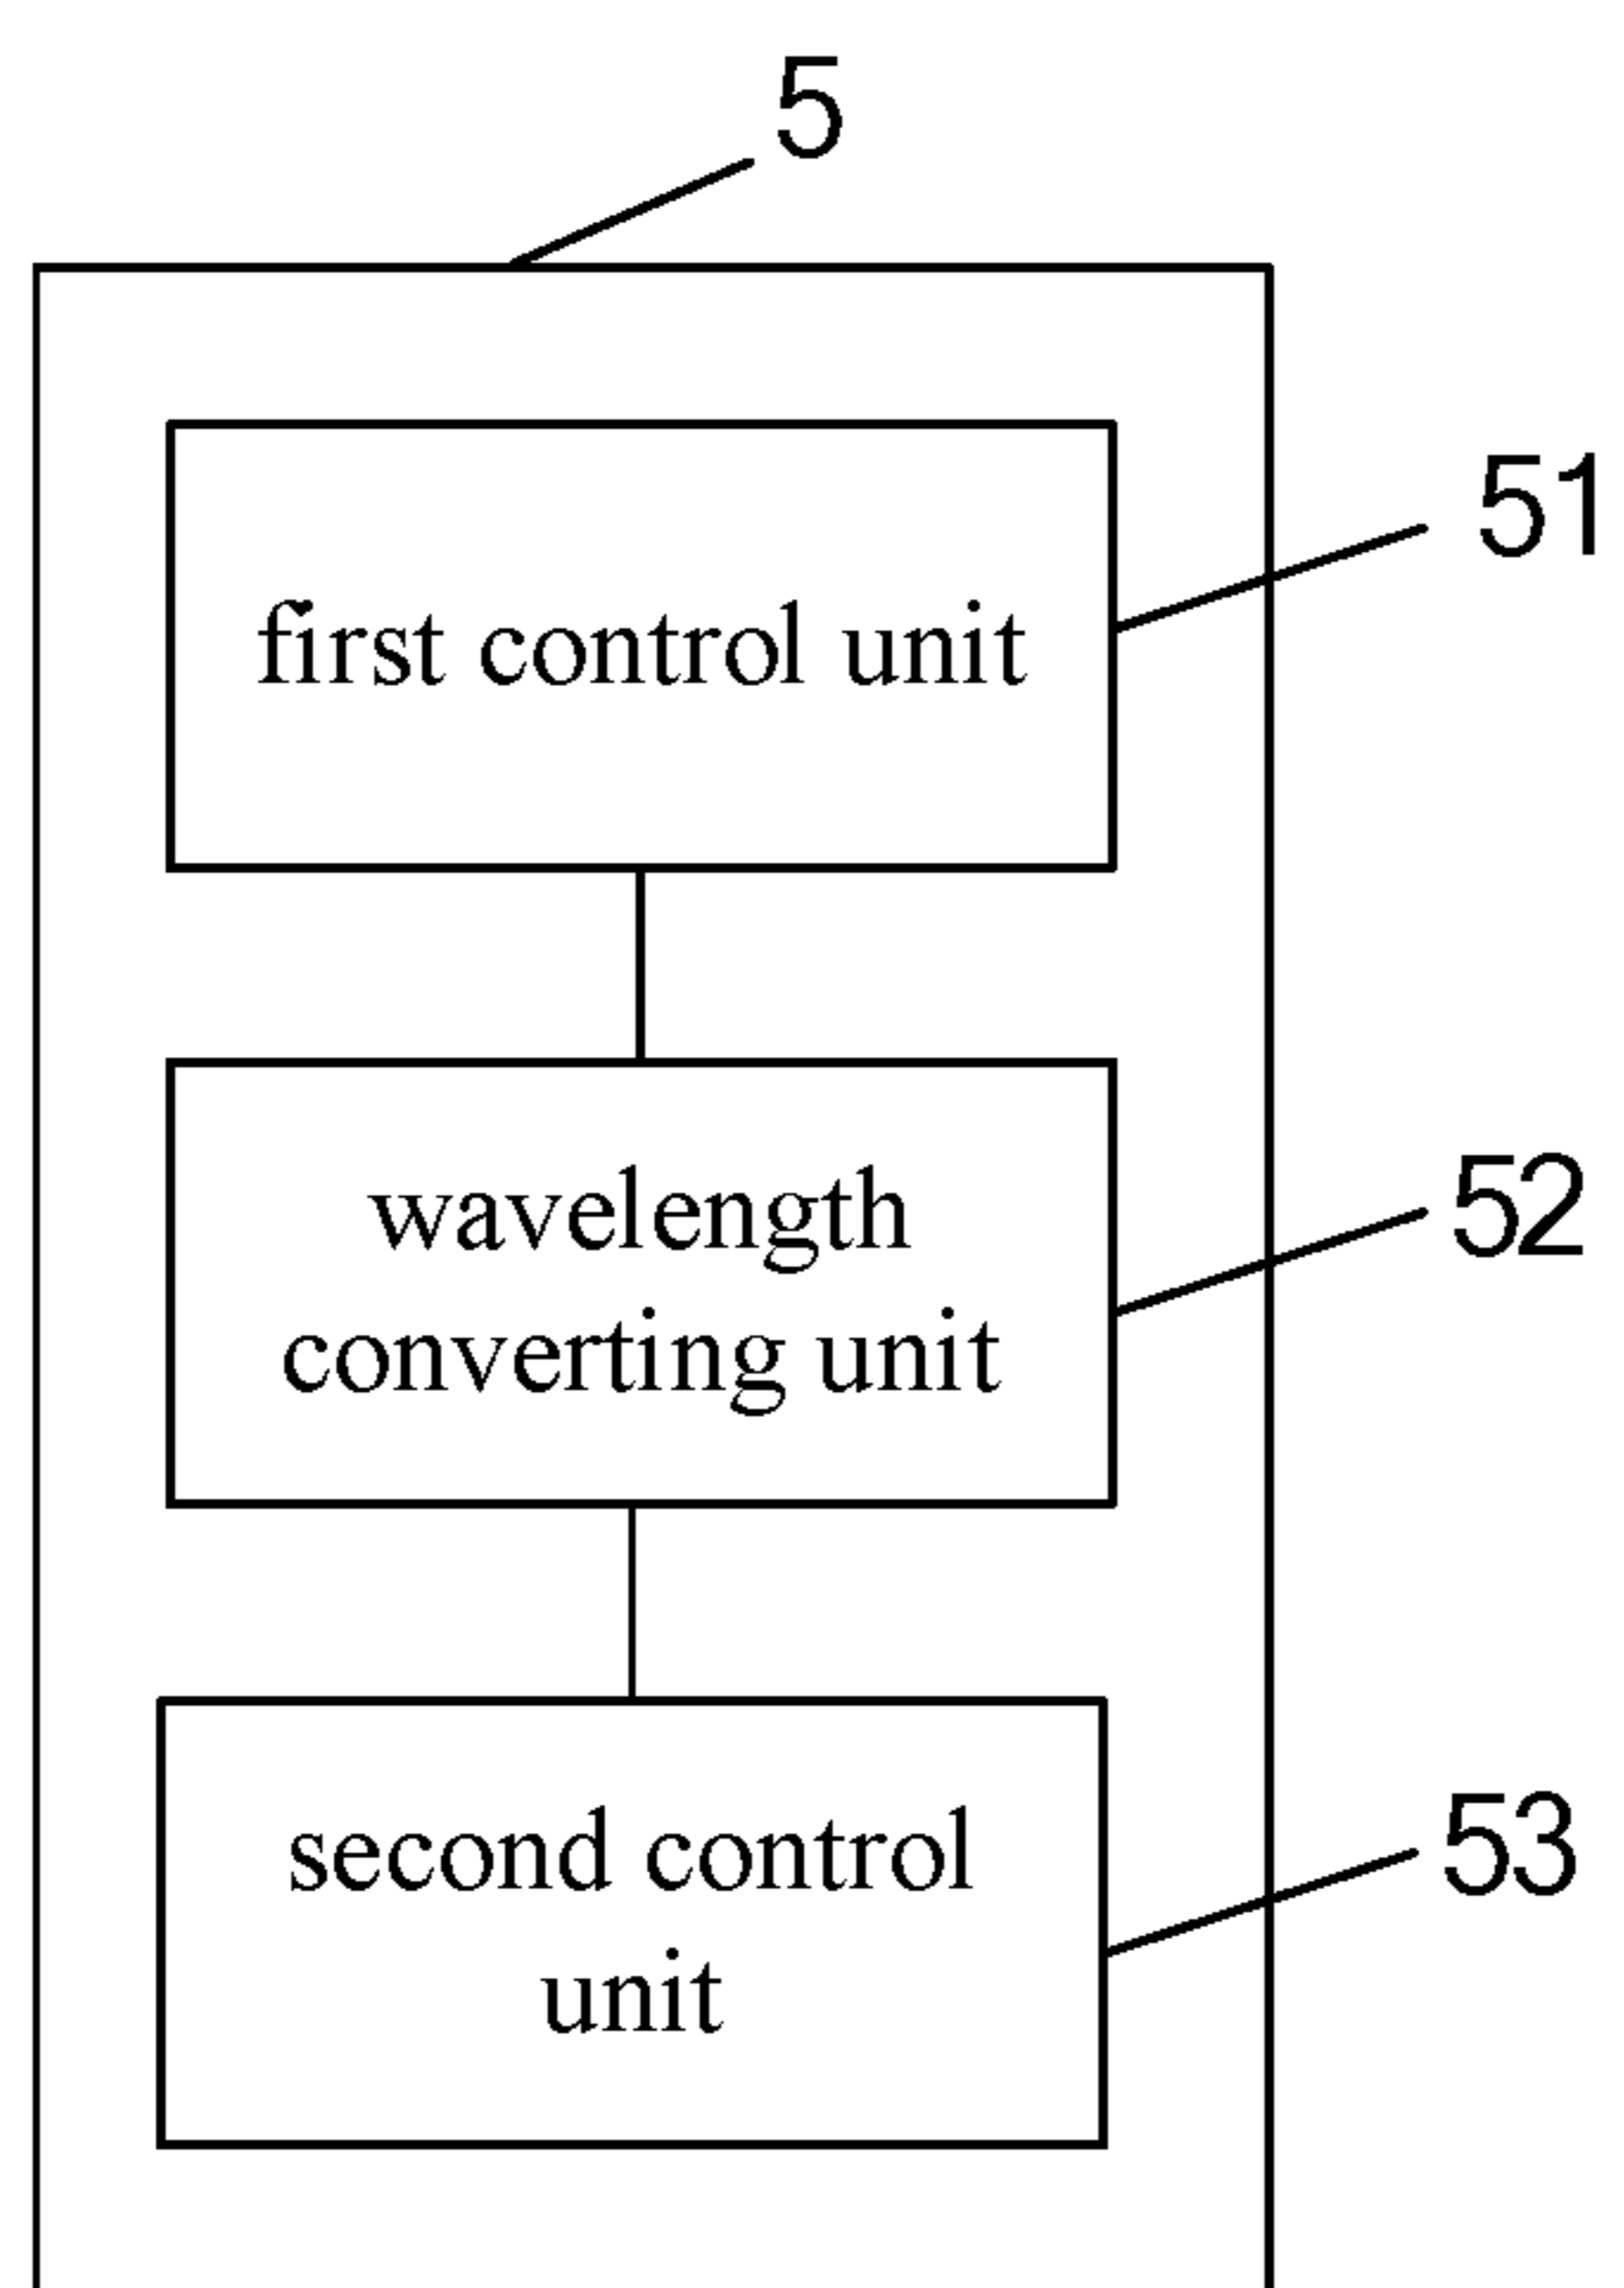 5
51
first control unit
52
wavelength
converting unit
53
second control
unit